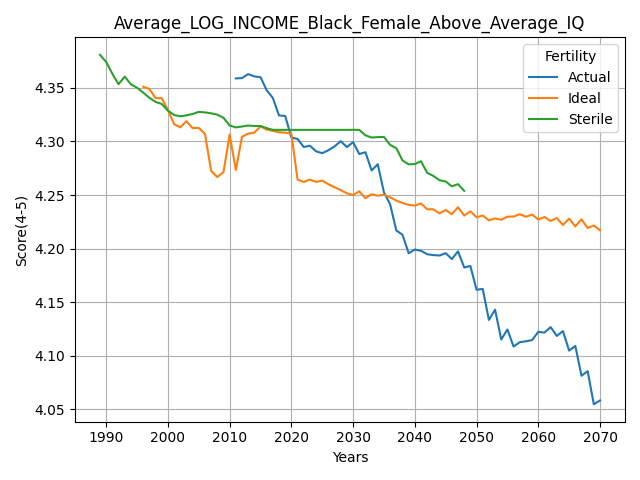 Average_LOG_INCOME_Black_Female_Above_Average_IQ
Fertility
Actual
Ideal
Sterile
Score(4-5)
4.35
4.30
4.25
4.20
4.15
4.10
4.05
1990 2000 2010 2020 2030 2040 2050 2060 2070
Years